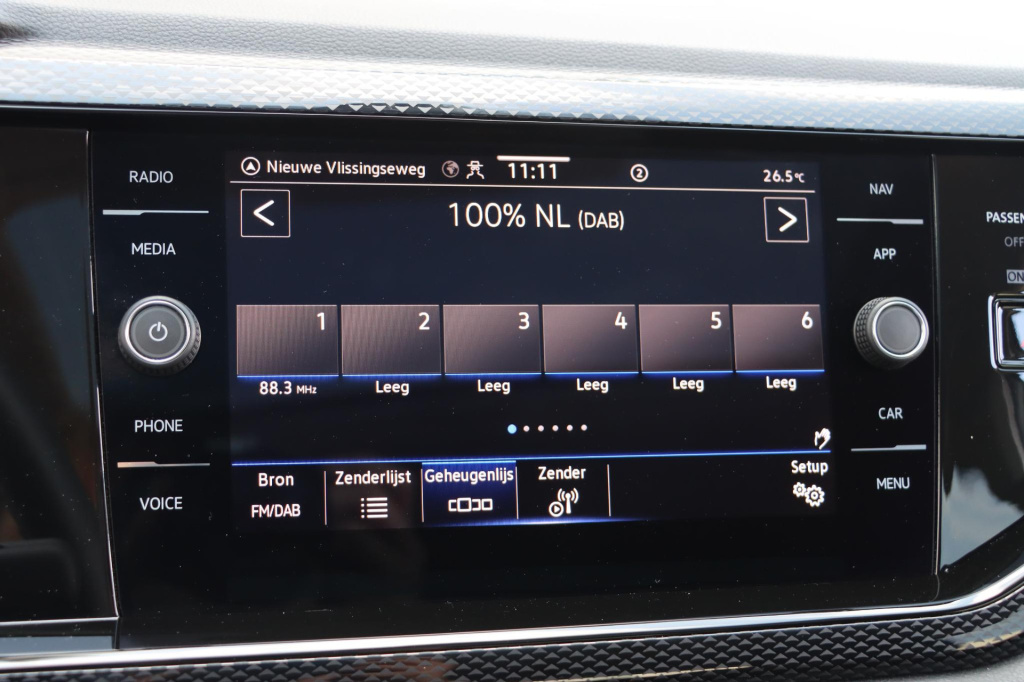 RADIO
MEDIA
PHONE
VOICE
Nieuwe Vlissingseweg 11:11 2 26.5°C
< 100% NL (DAB) >
1 2 3 4 5 6
88.3 MHz Leeg Leeg Leeg Leeg Leeg
Bron Zenderlijst Geheugenlijs Zender Setup
FM/DAB
NAV
APP
CAR
MENU
PASSEN
OFF
ON